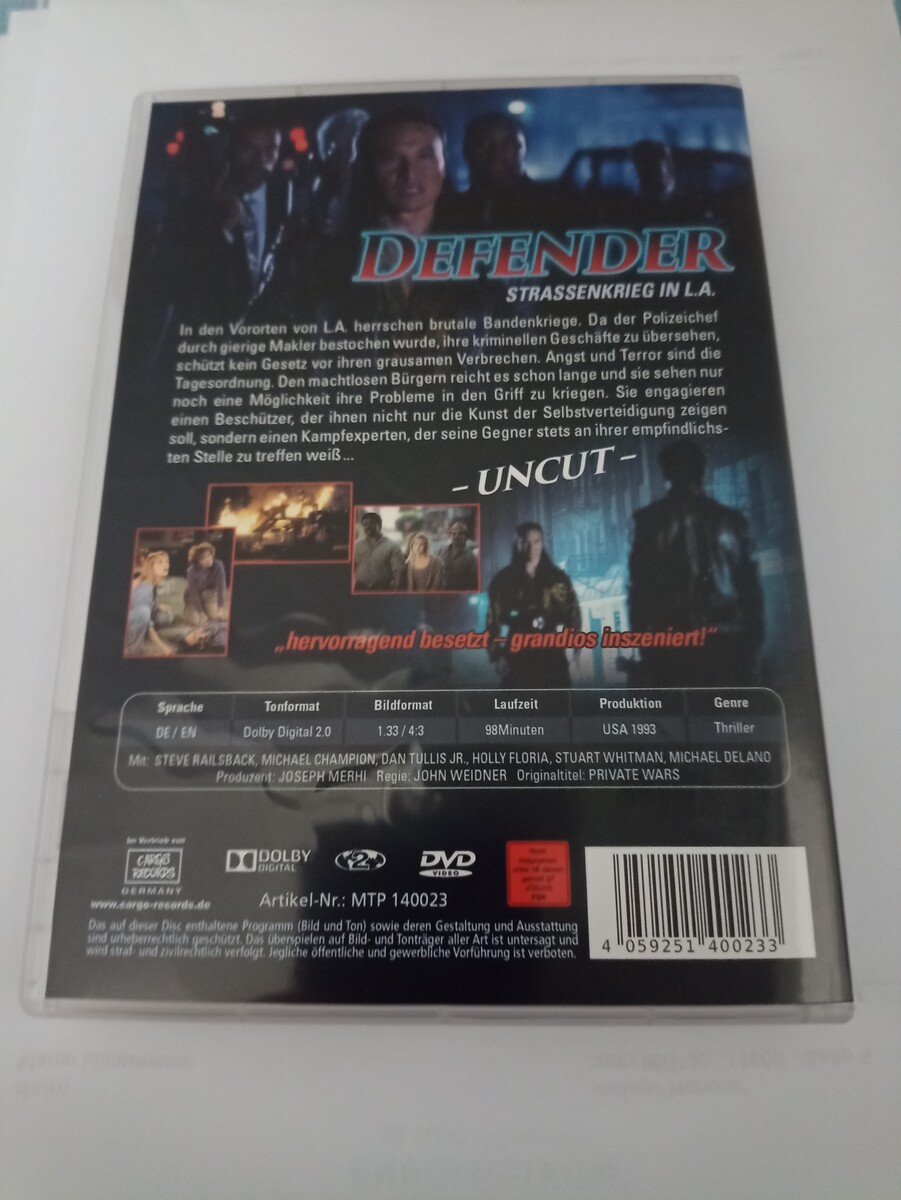 DEFENDER
STRASSENKRIEG IN L.A.
In den Vororten von L.A. herrschen brutale Bandenkriege. Da der Polizeichef
durch gierige Makler bestochen wurde, ihre kriminellen Geschäfte zu übersehen,
schützt kein Gesetz vor ihren grausamen Verbrechen. Angst und Terror sind die
Tagesordnung. Den machtlosen Bürgern reicht es schon lange und sie sehen nur
noch eine Möglichkeit ihre Probleme in den Griff zu kriegen. Sie engagieren
einen Beschützer, der ihnen nicht nur die Kunst der Selbstverteidigung zeigen
soll, sondern einen Kampfexperten, der seine Gegner stets an ihrer empfindlichs-
ten Stelle zu treffen weiß...
– UNCUT –
„hervorragend besetzt – grandios inszeniert!"
Sprache Tonformat Bildformat Laufzeit Produktion Genre
DE / EN Dolby Digital 2.0 1.33 / 4:3 98Minuten USA 1993 Thriller
Mit: STEVE RAILSBACK, MICHAEL CHAMPION, DAN TULLIS JR., HOLLY FLORIA, STUART WHITMAN, MICHAEL DELANO
Produzent: JOSEPH MERHI Regie: JOHN WEIDNER Originaltitel: PRIVATE WARS
Im Vertrieb von
CARGO
RECORDS
GERMANY
www.cargo-records.de
DOLBY
DIGITAL
2
DVD
VIDEO
Artikel-Nr.: MTP 140023
Das auf dieser Disc enthaltene Programm (Bild und Ton) sowie deren Gestaltung und Ausstattung
sind urheberrechtlich geschützt. Das überspielen auf Bild- und Tonträger aller Art ist untersagt und
wird straf- und zivilrechtlich verfolgt. Jegliche öffentliche und gewerbliche Vorführung ist verboten.
4 059251 400233